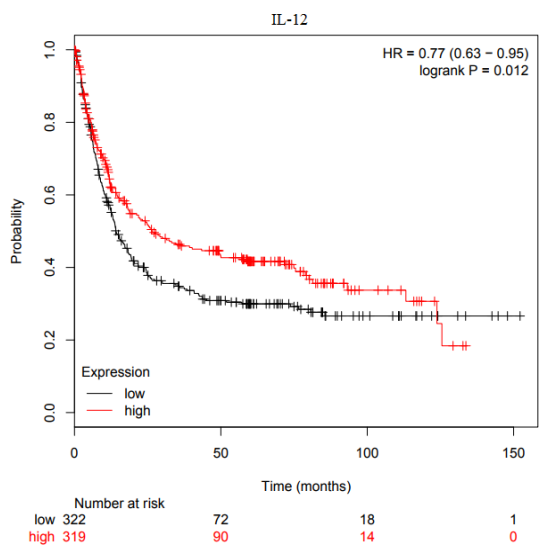 IL-12
HR = 0.77 (0.63 − 0.95)
logrank P = 0.012
Probability
1.0
0.8
0.6
0.4
0.2
0.0
Expression
low
high
0 50 100 150
Time (months)
Number at risk
low 322 72 18 1
high 319 90 14 0